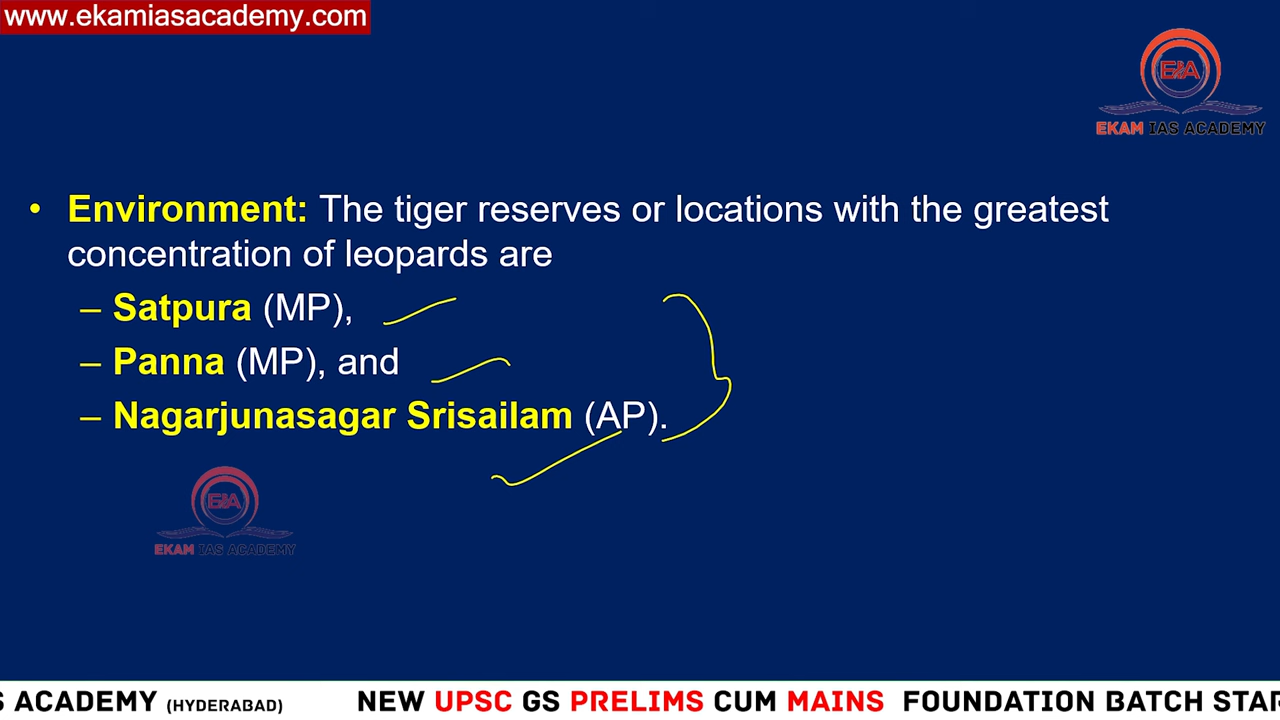 www.ekamiasacademy.com
EIA
EKAM IAS ACADEMY
• Environment: The tiger reserves or locations with the greatest
concentration of leopards are
– Satpura (MP),
– Panna (MP), and
– Nagarjunasagar Srisailam (AP).
EIA
EKAM IAS ACADEMY
S ACADEMY (HYDERABAD) NEW UPSC GS PRELIMS CUM MAINS FOUNDATION BATCH STAR